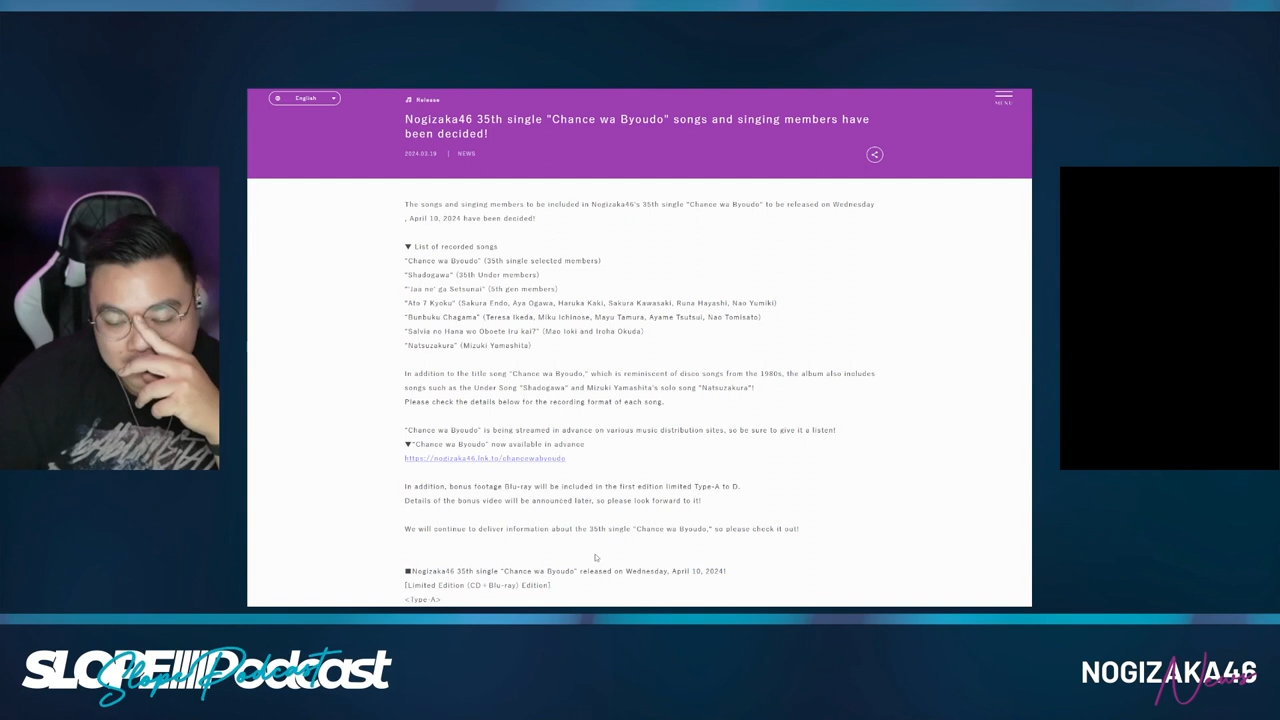 English
Release
MENU
Nogizaka46 35th single "Chance wa Byoudo" songs and singing members have
been decided!
2024.03.19 | NEWS
The songs and singing members to be included in Nogizaka46's 35th single "Chance wa Byoudo" to be released on Wednesday
, April 10, 2024 have been decided!
▼ List of recorded songs
"Chance wa Byoudo" (35th single selected members)
"Shadogawa" (35th Under members)
"'Jaa ne' ga Setsunai" (5th gen members)
"Ato 7 Kyoku" (Sakura Endo, Aya Ogawa, Haruka Kaki, Sakura Kawasaki, Runa Hayashi, Nao Yumiki)
"Bunbuku Chagama" (Teresa Ikeda, Miku Ichinose, Mayu Tamura, Ayame Tsutsui, Nao Tomisato)
"Salvia no Hana wo Oboete Iru kai?" (Mao Ioki and Iroha Okuda)
"Natsuzakura" (Mizuki Yamashita)
In addition to the title song "Chance wa Byoudo," which is reminiscent of disco songs from the 1980s, the album also includes
songs such as the Under Song "Shadogawa" and Mizuki Yamashita's solo song "Natsuzakura"!
Please check the details below for the recording format of each song.
"Chance wa Byoudo" is being streamed in advance on various music distribution sites, so be sure to give it a listen!
▼"Chance wa Byoudo" now available in advance
https://nogizaka46.lnk.to/chancewabyoudo
In addition, bonus footage Blu-ray will be included in the first edition limited Type-A to D.
Details of the bonus video will be announced later, so please look forward to it!
We will continue to deliver information about the 35th single "Chance wa Byoudo," so please check it out!
■Nogizaka46 35th single "Chance wa Byoudo" released on Wednesday, April 10, 2024!
[Limited Edition (CD+Blu-ray) Edition]
<Type-A>
SLOPE Podcast
Slope Podcast
NOGIZAKA46
News